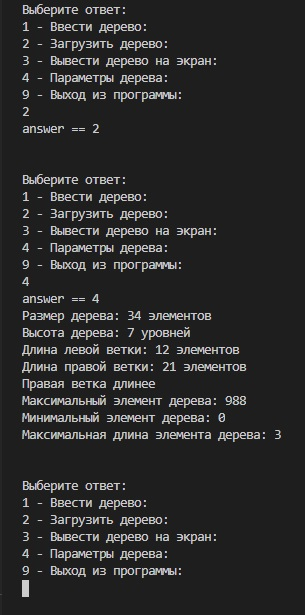 Выберите ответ:
1 - Ввести дерево:
2 - Загрузить дерево:
3 - Вывести дерево на экран:
4 - Параметры дерева:
9 - Выход из программы:
2
answer == 2
Выберите ответ:
1 - Ввести дерево:
2 - Загрузить дерево:
3 - Вывести дерево на экран:
4 - Параметры дерева:
9 - Выход из программы:
4
answer == 4
Размер дерева: 34 элементов
Высота дерева: 7 уровней
Длина левой ветки: 12 элементов
Длина правой ветки: 21 элементов
Правая ветка длинее
Максимальный элемент дерева: 988
Минимальный элемент дерева: 0
Максимальная длина элемента дерева: 3
Выберите ответ:
1 - Ввести дерево:
2 - Загрузить дерево:
3 - Вывести дерево на экран:
4 - Параметры дерева:
9 - Выход из программы: